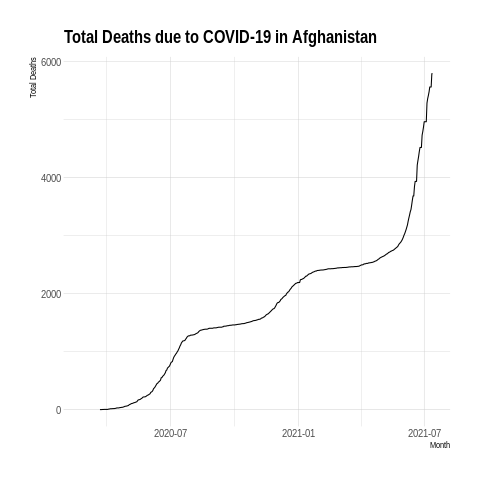 Total Deaths due to COVID-19 in Afghanistan
Total Deaths
6000
4000
2000
0
2020-07 2021-01 2021-07
Month